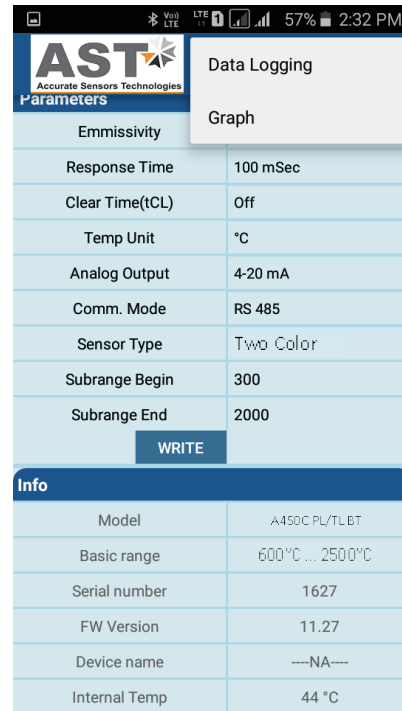 Vo)) LTE LTE 1 57% 2:32 PM
AST
Accurate Sensors Technologies
Data Logging
Graph
Parameters
Emmissivity
Response Time 100 mSec
Clear Time(tCL) Off
Temp Unit °C
Analog Output 4-20 mA
Comm. Mode RS 485
Sensor Type Two Color
Subrange Begin 300
Subrange End 2000
WRITE
Info
Model A450C PL/TL BT
Basic range 600°C ... 2500°C
Serial number 1627
FW Version 11.27
Device name ----NA----
Internal Temp 44 °C